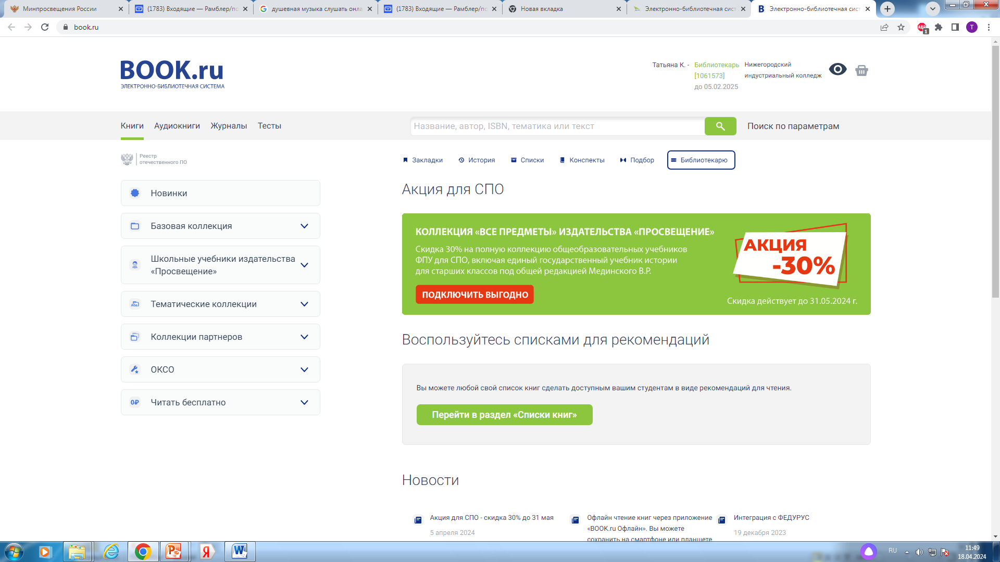 Минпросвещения России
(1783) Входящие — Рамблер/по
душевная музыка слушать онла
(1783) Входящие — Рамблер/по
Новая вкладка
Электронно-библиотечная сист
Электронно-библиотечная сист
book.ru
ABP
1
T
BOOK.ru
ЭЛЕКТРОННО-БИБЛИОТЕЧНАЯ СИСТЕМА
Татьяна К. -
Библиотекарь
[1061573]
до 05.02.2025
Нижегородский
индустриальный колледж
Книги
Аудиокниги
Журналы
Тесты
Название, автор, ISBN, тематика или текст
Поиск по параметрам
Реестр
отечественного ПО
Закладки
История
Списки
Конспекты
Подбор
Библиотекарю
Новинки
Базовая коллекция
Школьные учебники издательства
«Просвещение»
Тематические коллекции
Коллекции партнеров
ОКСО
0₽
Читать бесплатно
Акция для СПО
КОЛЛЕКЦИЯ «ВСЕ ПРЕДМЕТЫ» ИЗДАТЕЛЬСТВА «ПРОСВЕЩЕНИЕ»
Скидка 30% на полную коллекцию общеобразовательных учебников
ФПУ для СПО, включая единый государственный учебник истории
для старших классов под общей редакцией Мединского В.Р.
ПОДКЛЮЧИТЬ ВЫГОДНО
АКЦИЯ
-30%
Скидка действует до 31.05.2024 г.
Воспользуйтесь списками для рекомендаций
Вы можете любой свой список книг сделать доступным вашим студентам в виде рекомендаций для чтения.
Перейти в раздел «Списки книг»
Новости
Акция для СПО - скидка 30% до 31 мая
5 апреля 2024
Офлайн чтение книг через приложение
«BOOK.ru Офлайн». Вы можете
сохранить на смартфоне или планшете
Интеграция с ФЕДУРУС
19 декабря 2023
RU
11:49
18.04.2024